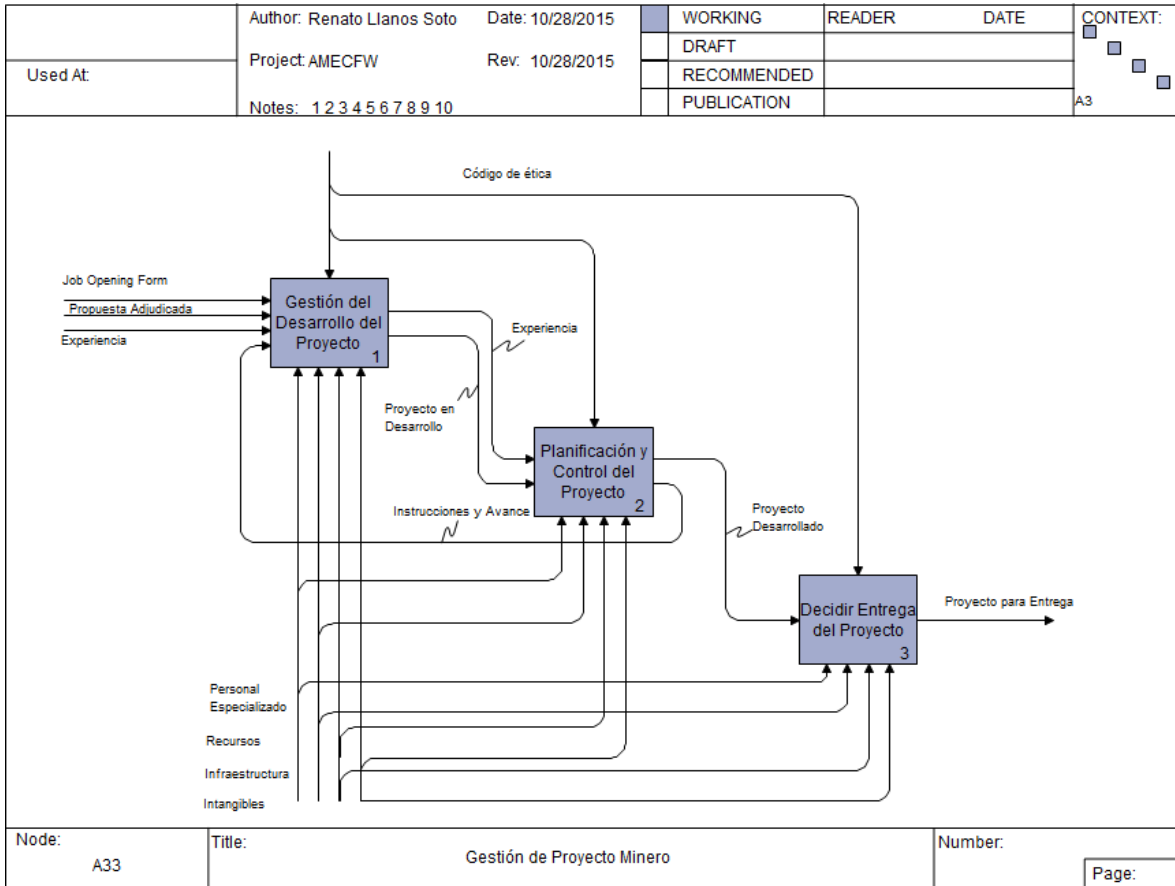 Used At:
Author: Renato Llanos Soto
Date: 10/28/2015
Project: AMECFW
Rev: 10/28/2015
Notes: 1 2 3 4 5 6 7 8 9 10
WORKING
DRAFT
RECOMMENDED
PUBLICATION
READER
DATE
CONTEXT:
A3
Código de ética
Job Opening Form
Propuesta Adjudicada
Experiencia
Gestión del
Desarrollo del
Proyecto
1
Experiencia
Proyecto en
Desarrollo
Planificación y
Control del
Proyecto
2
Instrucciones y Avance
Proyecto
Desarrollado
Decidir Entrega
del Proyecto
3
Proyecto para Entrega
Personal
Especializado
Recursos
Infraestructura
Intangibles
Node:
A33
Title:
Gestión de Proyecto Minero
Number:
Page: